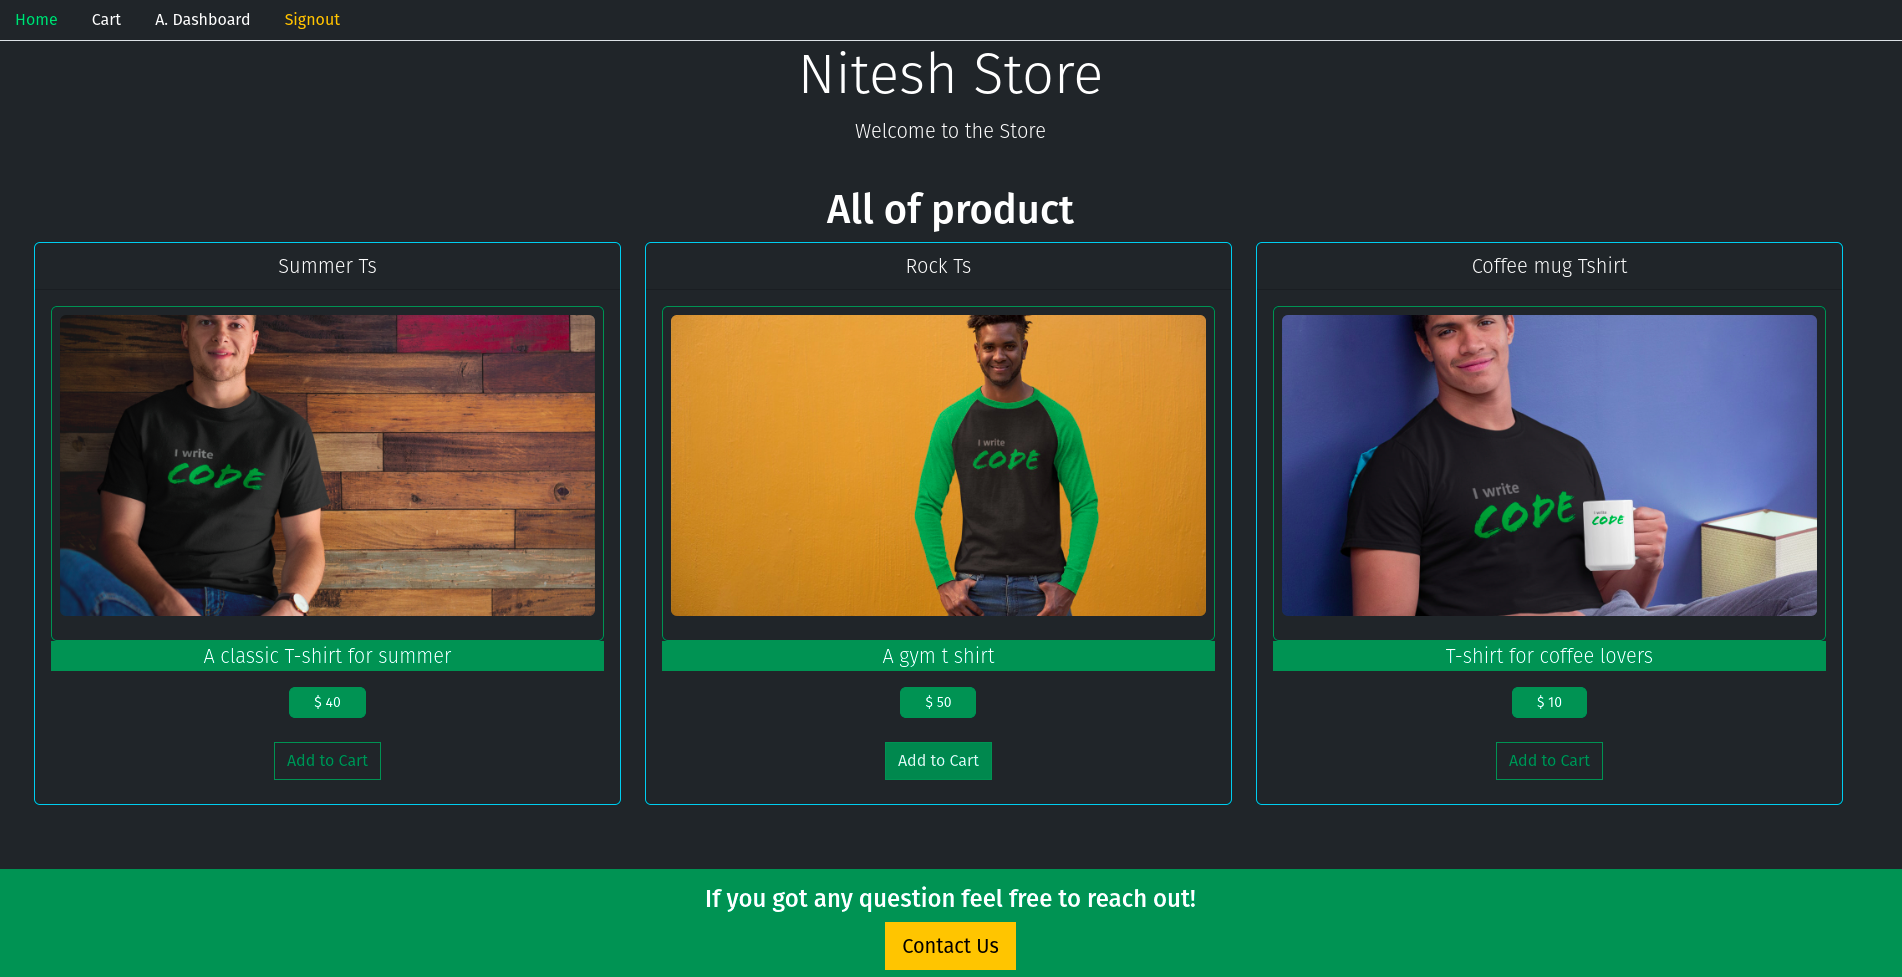 Home Cart A. Dashboard Signout
Nitesh Store
Welcome to the Store
All of product
Summer Ts
I write
CODE
A classic T-shirt for summer
$ 40
Add to Cart
Rock Ts
I write
CODE
A gym t shirt
$ 50
Add to Cart
Coffee mug Tshirt
I write
CODE
I write
CODE
T-shirt for coffee lovers
$ 10
Add to Cart
If you got any question feel free to reach out!
Contact Us